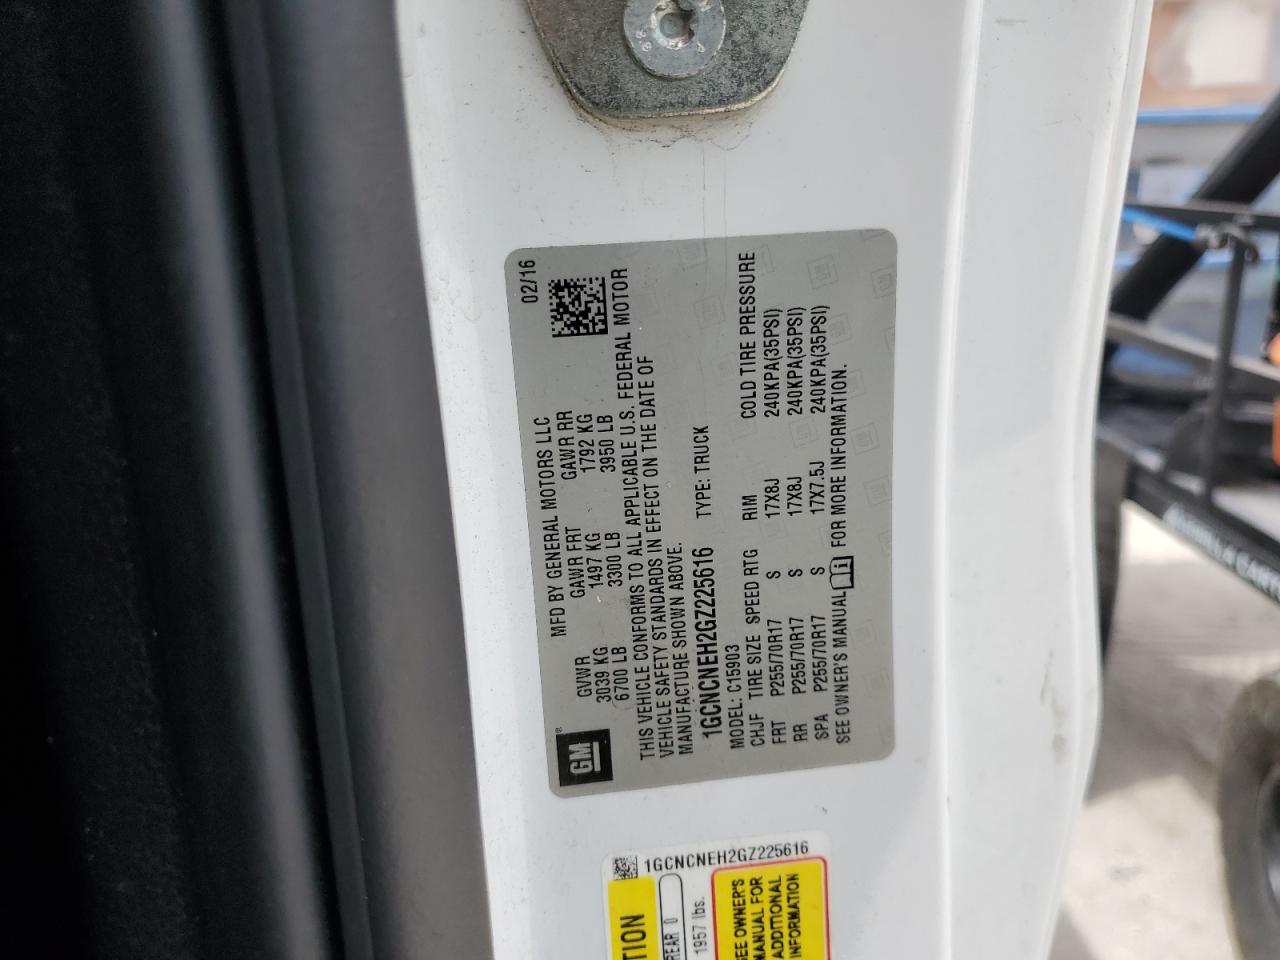 02/16
MFD BY GENERAL MOTORS LLC
GVWR GAWR FRT GAWR RR
3039 KG 1497 KG 1792 KG
6700 LB 3300 LB 3950 LB
THIS VEHICLE CONFORMS TO ALL APPLICABLE U.S. FEDERAL MOTOR
VEHICLE SAFETY STANDARDS IN EFFECT ON THE DATE OF
MANUFACTURE SHOWN ABOVE.
1GCNCNEH2GZ225616 TYPE: TRUCK
MODEL: C15903
CHJF TIRE SIZE SPEED RTG RIM COLD TIRE PRESSURE
FRT P255/70R17 S 17X8J 240KPA(35PSI)
RR P255/70R17 S 17X8J 240KPA(35PSI)
SPA P255/70R17 S 17X7.5J 240KPA(35PSI)
SEE OWNER'S MANUAL i FOR MORE INFORMATION.
GM®
1GCNCNEH2GZ225616
TION
REAR 0
1957 lbs.
SEE OWNER'S
MANUAL FOR
ADDITIONAL
INFORMATION